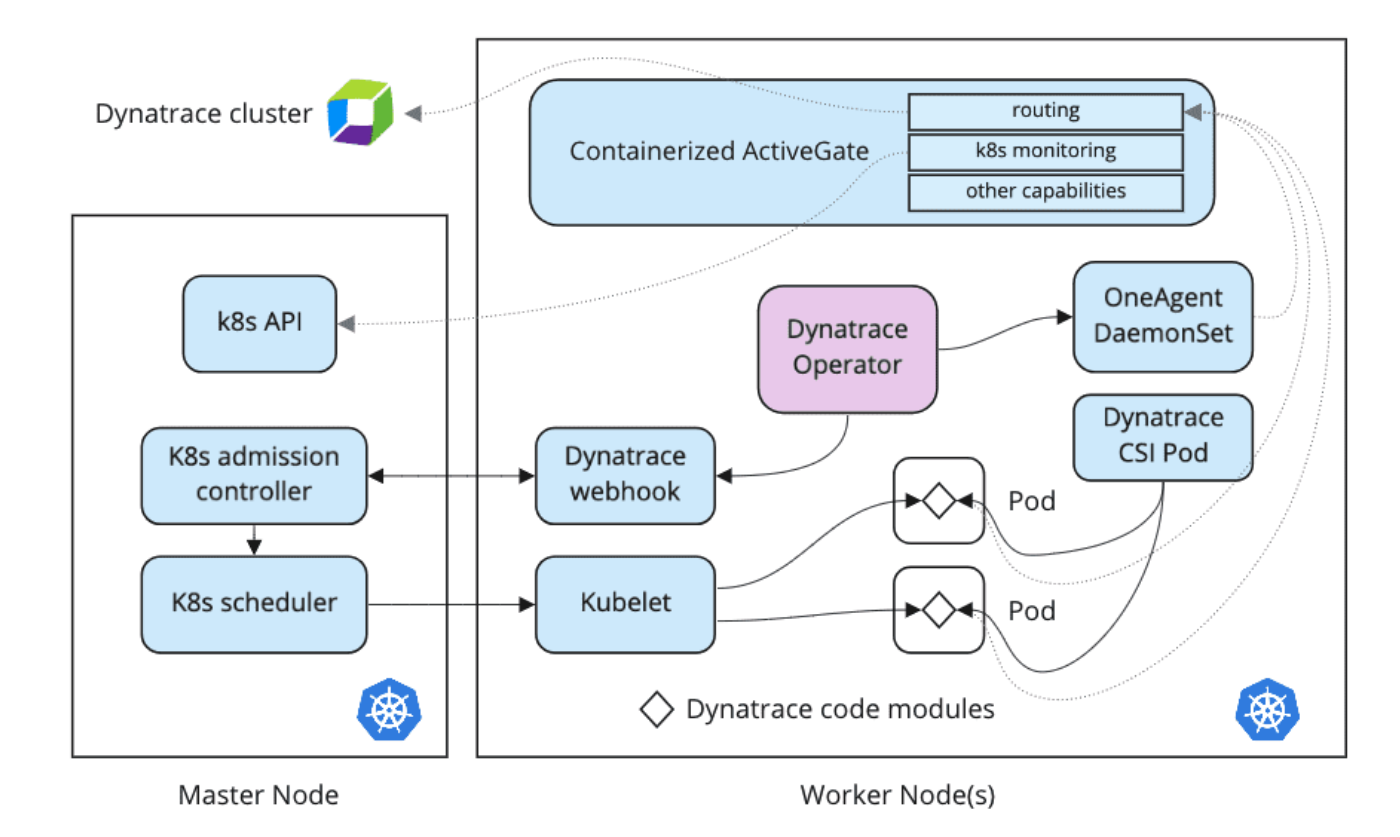 Dynatrace cluster
Containerized ActiveGate
routing
k8s monitoring
other capabilities
k8s API
Dynatrace
Operator
OneAgent
DaemonSet
Dynatrace
CSI Pod
K8s admission
controller
Dynatrace
webhook
Pod
K8s scheduler
Kubelet
Pod
Dynatrace code modules
Master Node
Worker Node(s)